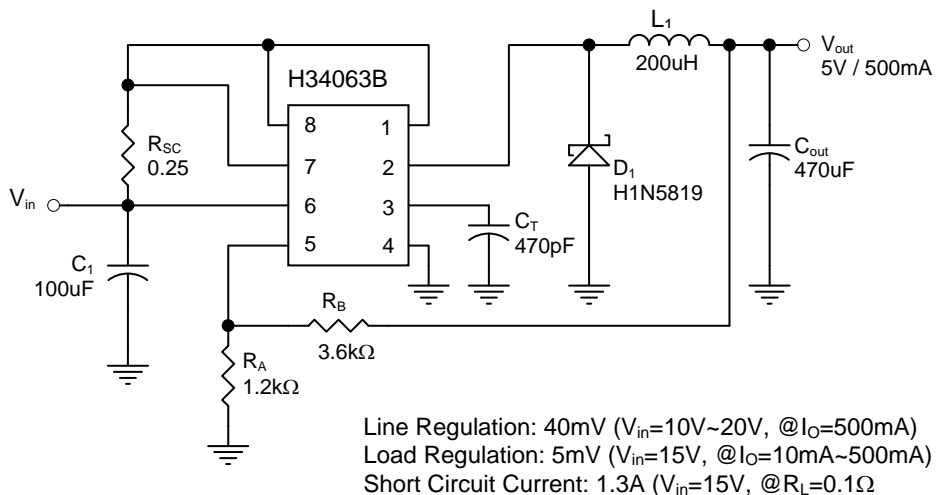 L₁
200uH
Vout
5V / 500mA
H34063B
8 1
7 2
6 3
5 4
RSC
0.25
Vin
C₁
100uF
CT
470pF
D₁
H1N5819
Cout
470uF
RB
3.6kΩ
RA
1.2kΩ
Line Regulation: 40mV (Vin=10V~20V, @IO=500mA)
Load Regulation: 5mV (Vin=15V, @IO=10mA~500mA)
Short Circuit Current: 1.3A (Vin=15V, @RL=0.1Ω